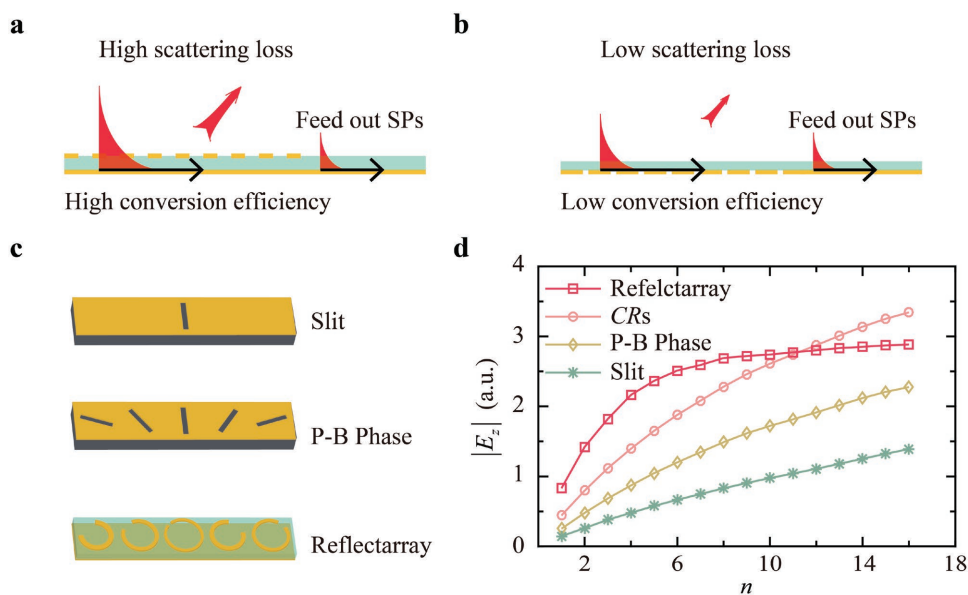 a
High scattering loss
Feed out SPs
High conversion efficiency
b
Low scattering loss
Feed out SPs
Low conversion efficiency
c
Slit
P-B Phase
Reflectarray
d
4
3
2
1
0
|E_z| (a.u.)
Refelctarray
CRs
P-B Phase
Slit
2
6
10
14
18
n